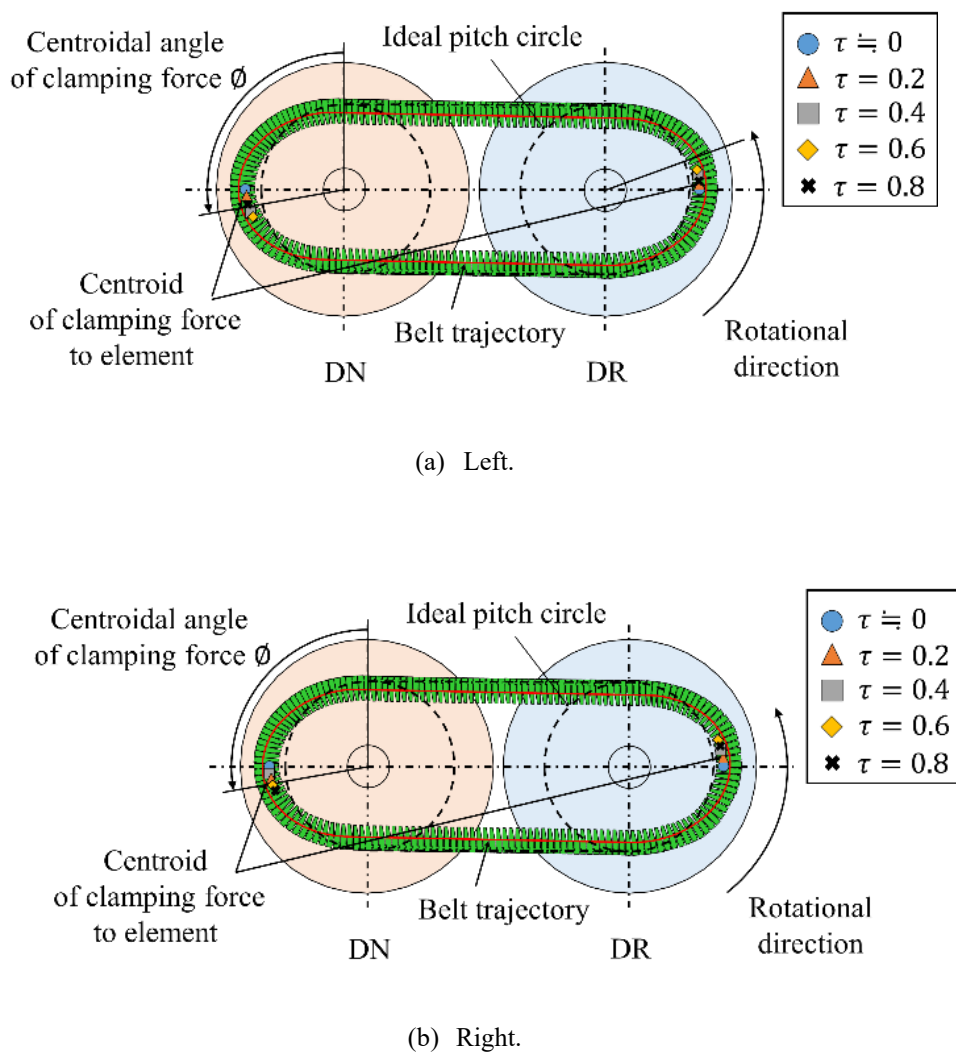 Centroidal angle
of clamping force ∅
Ideal pitch circle
τ ≒ 0
τ = 0.2
τ = 0.4
τ = 0.6
τ = 0.8
Centroid
of clamping force
to element
Belt trajectory
Rotational
direction
DN
DR
(a) Left.
Centroidal angle
of clamping force ∅
Ideal pitch circle
τ ≒ 0
τ = 0.2
τ = 0.4
τ = 0.6
τ = 0.8
Centroid
of clamping force
to element
Belt trajectory
Rotational
direction
DN
DR
(b) Right.